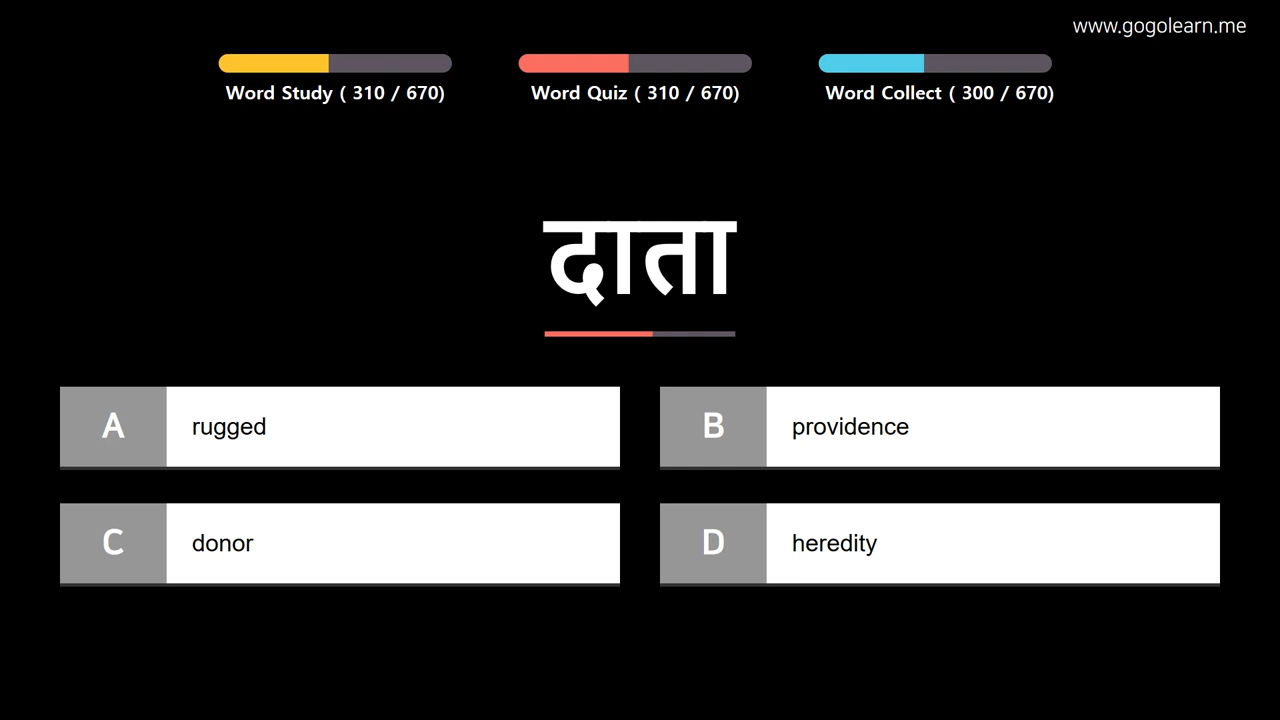 www.gogolearn.me
Word Study ( 310 / 670)
Word Quiz ( 310 / 670)
Word Collect ( 300 / 670)
दाता
A rugged
B providence
C donor
D heredity